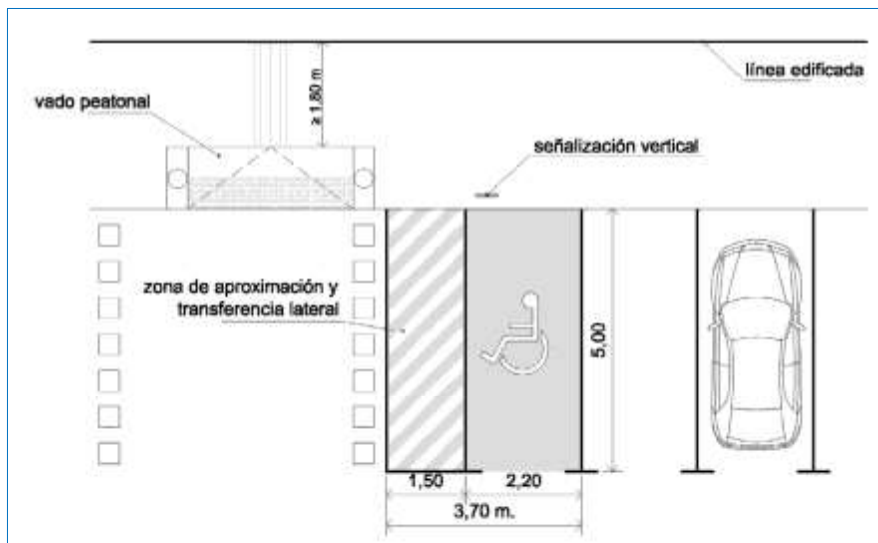 línea edificada
vado peatonal
≥ 1.80 m
señalización vertical
zona de aproximación y
transferencia lateral
5,00
1,50
2,20
3,70 m.